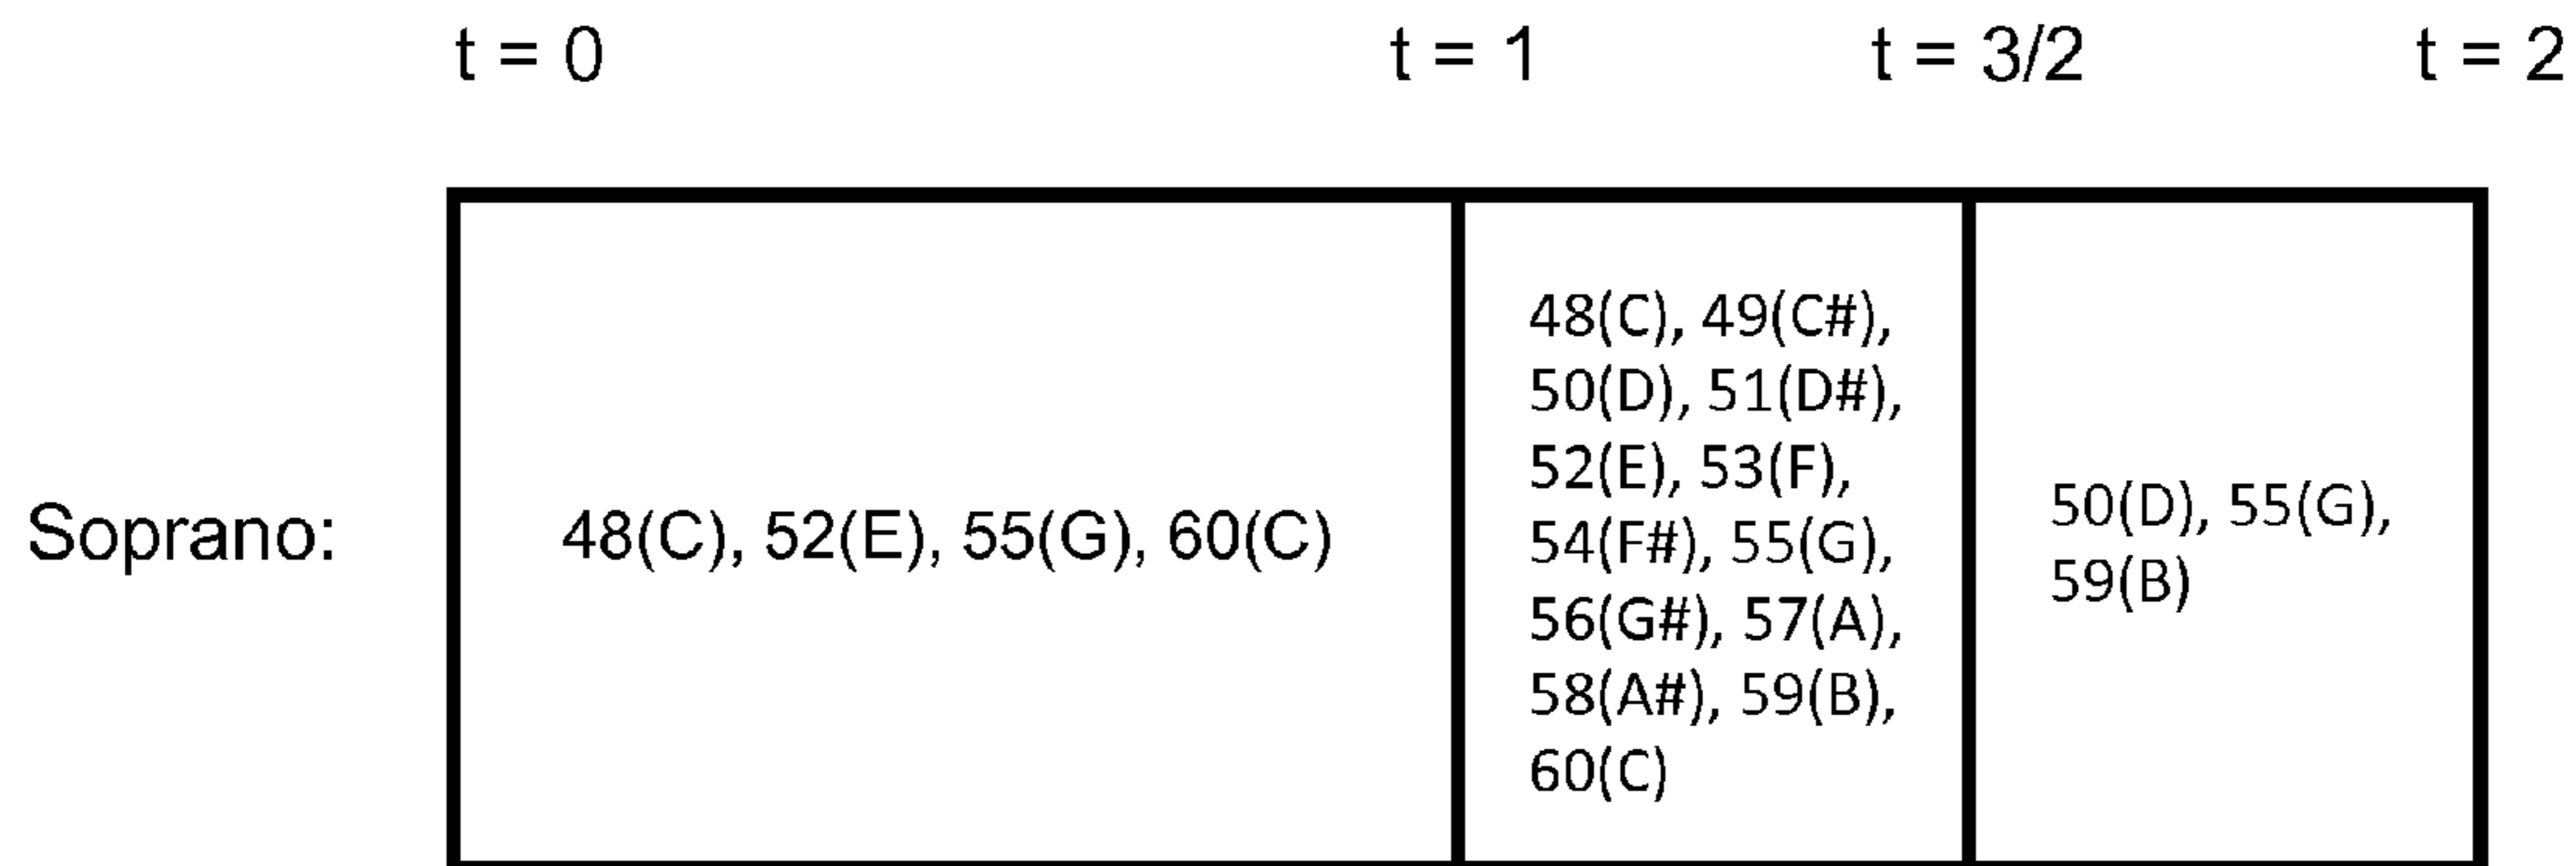 t = 0 t = 1 t = 3/2 t = 2
Soprano:
48(C), 52(E), 55(G), 60(C)
48(C), 49(C#),
50(D), 51(D#),
52(E), 53(F),
54(F#), 55(G),
56(G#), 57(A),
58(A#), 59(B),
60(C)
50(D), 55(G),
59(B)